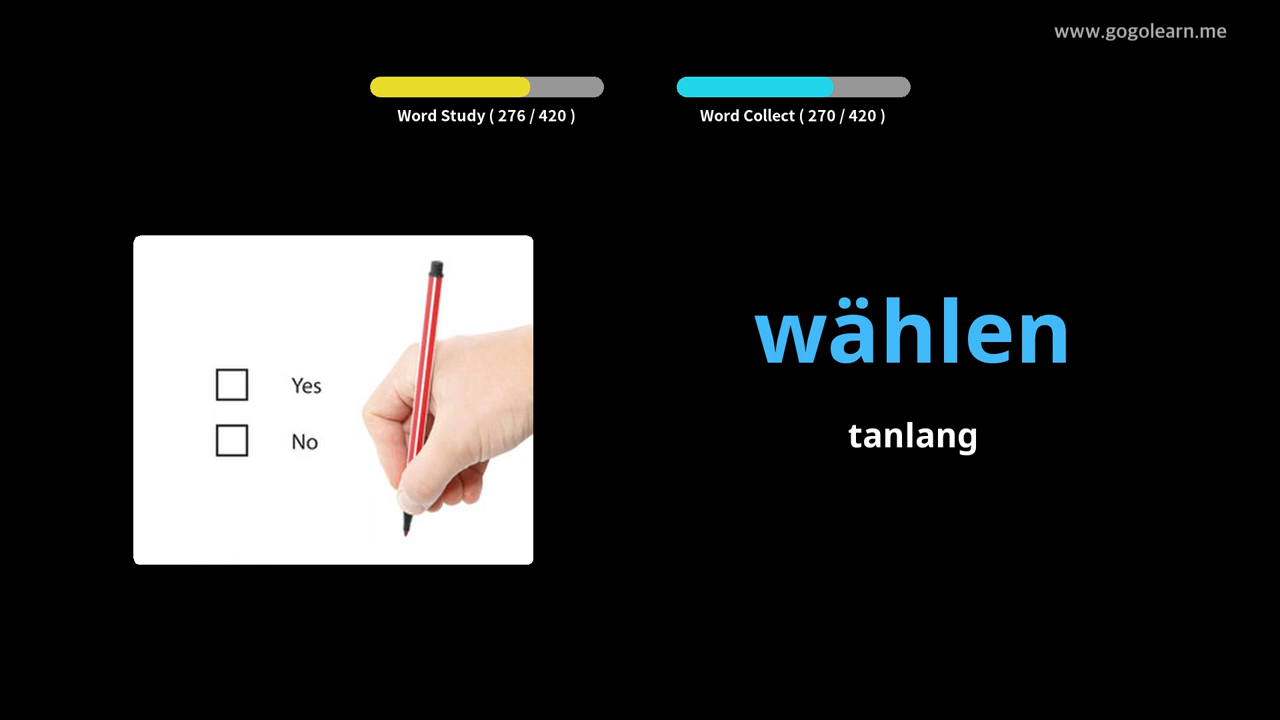 www.gogolearn.me
Word Study ( 276 / 420 )
Word Collect ( 270 / 420 )
Yes
No
wählen
tanlang